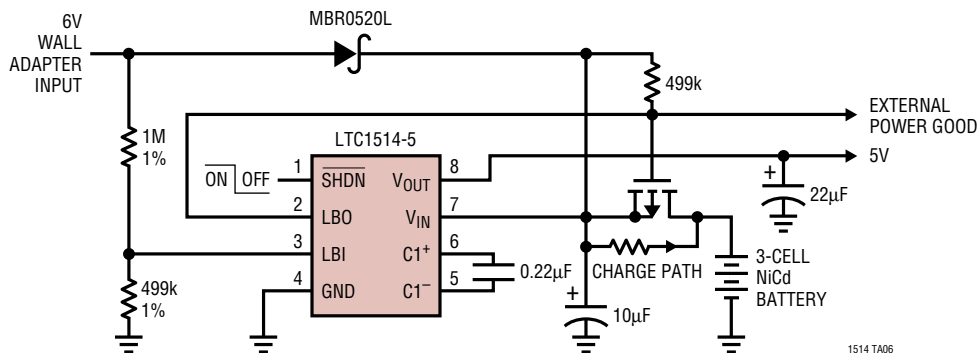 MBR0520L
6V
WALL
ADAPTER
INPUT
499k
EXTERNAL
POWER GOOD
1M
1%
LTC1514-5
5V
ON OFF
1
SHDN
VOUT
8
2
LBO
VIN
7
22µF
3
LBI
C1+
6
0.22µF
CHARGE PATH
3-CELL
NiCd
BATTERY
499k
1%
4
GND
C1–
5
10µF
1514 TA06